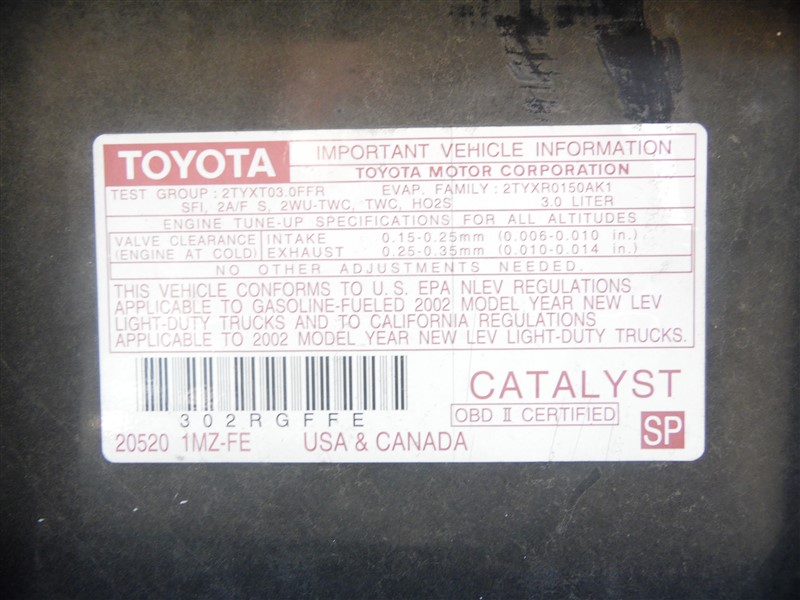 TOYOTA
IMPORTANT VEHICLE INFORMATION
TOYOTA MOTOR CORPORATION
TEST GROUP : 2TYXT03.0FFR EVAP. FAMILY : 2TYXR0150AK1
SFI, 2A/F S, 2WU-TWC, TWC, HO2S 3.0 LITER
ENGINE TUNE-UP SPECIFICATIONS FOR ALL ALTITUDES
VALVE CLEARANCE INTAKE 0.15-0.25mm (0.006-0.010 in.)
(ENGINE AT COLD) EXHAUST 0.25-0.35mm (0.010-0.014 in.)
NO OTHER ADJUSTMENTS NEEDED.
THIS VEHICLE CONFORMS TO U.S. EPA NLEV REGULATIONS
APPLICABLE TO GASOLINE-FUELED 2002 MODEL YEAR NEW LEV
LIGHT-DUTY TRUCKS AND TO CALIFORNIA REGULATIONS
APPLICABLE TO 2002 MODEL YEAR NEW LEV LIGHT-DUTY TRUCKS.
CATALYST
302RGFFE
OBD II CERTIFIED
20520 1MZ-FE USA & CANADA
SP